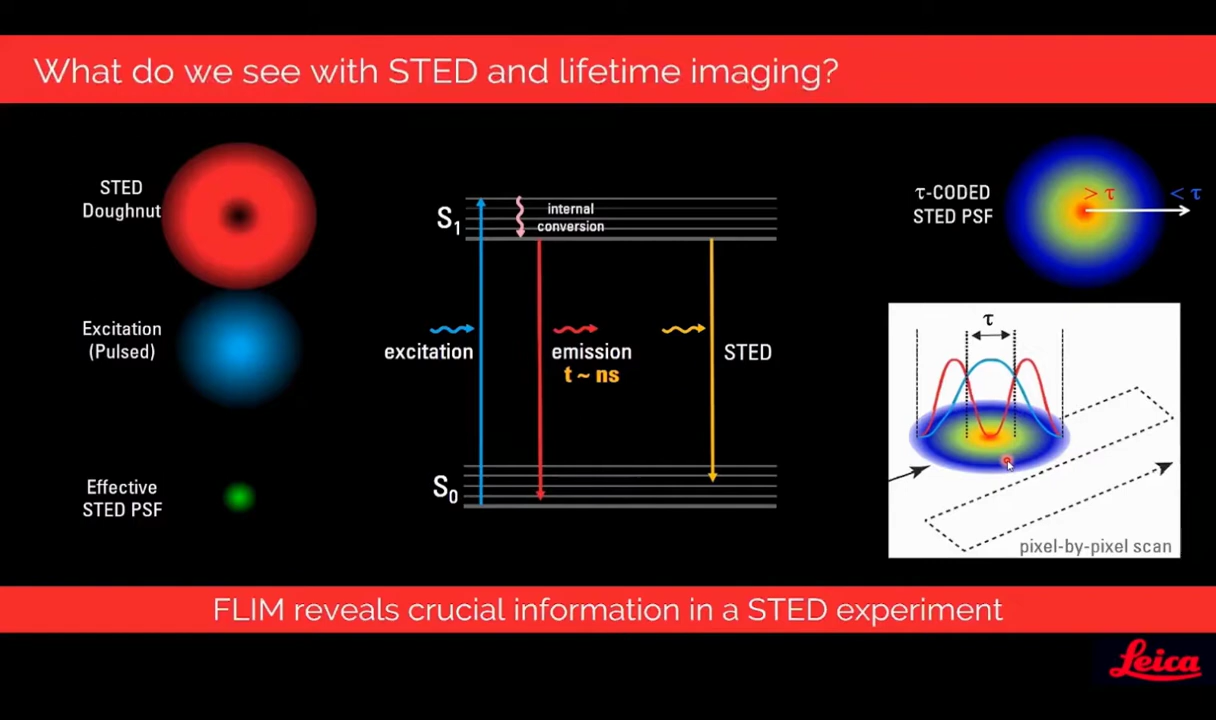 What do we see with STED and lifetime imaging?
STED
Doughnut
Excitation
(Pulsed)
Effective
STED PSF
S1
internal
conversion
excitation
emission
t ~ ns
STED
S0
τ-CODED
STED PSF
> τ
< τ
τ
pixel-by-pixel scan
FLIM reveals crucial information in a STED experiment
Leica